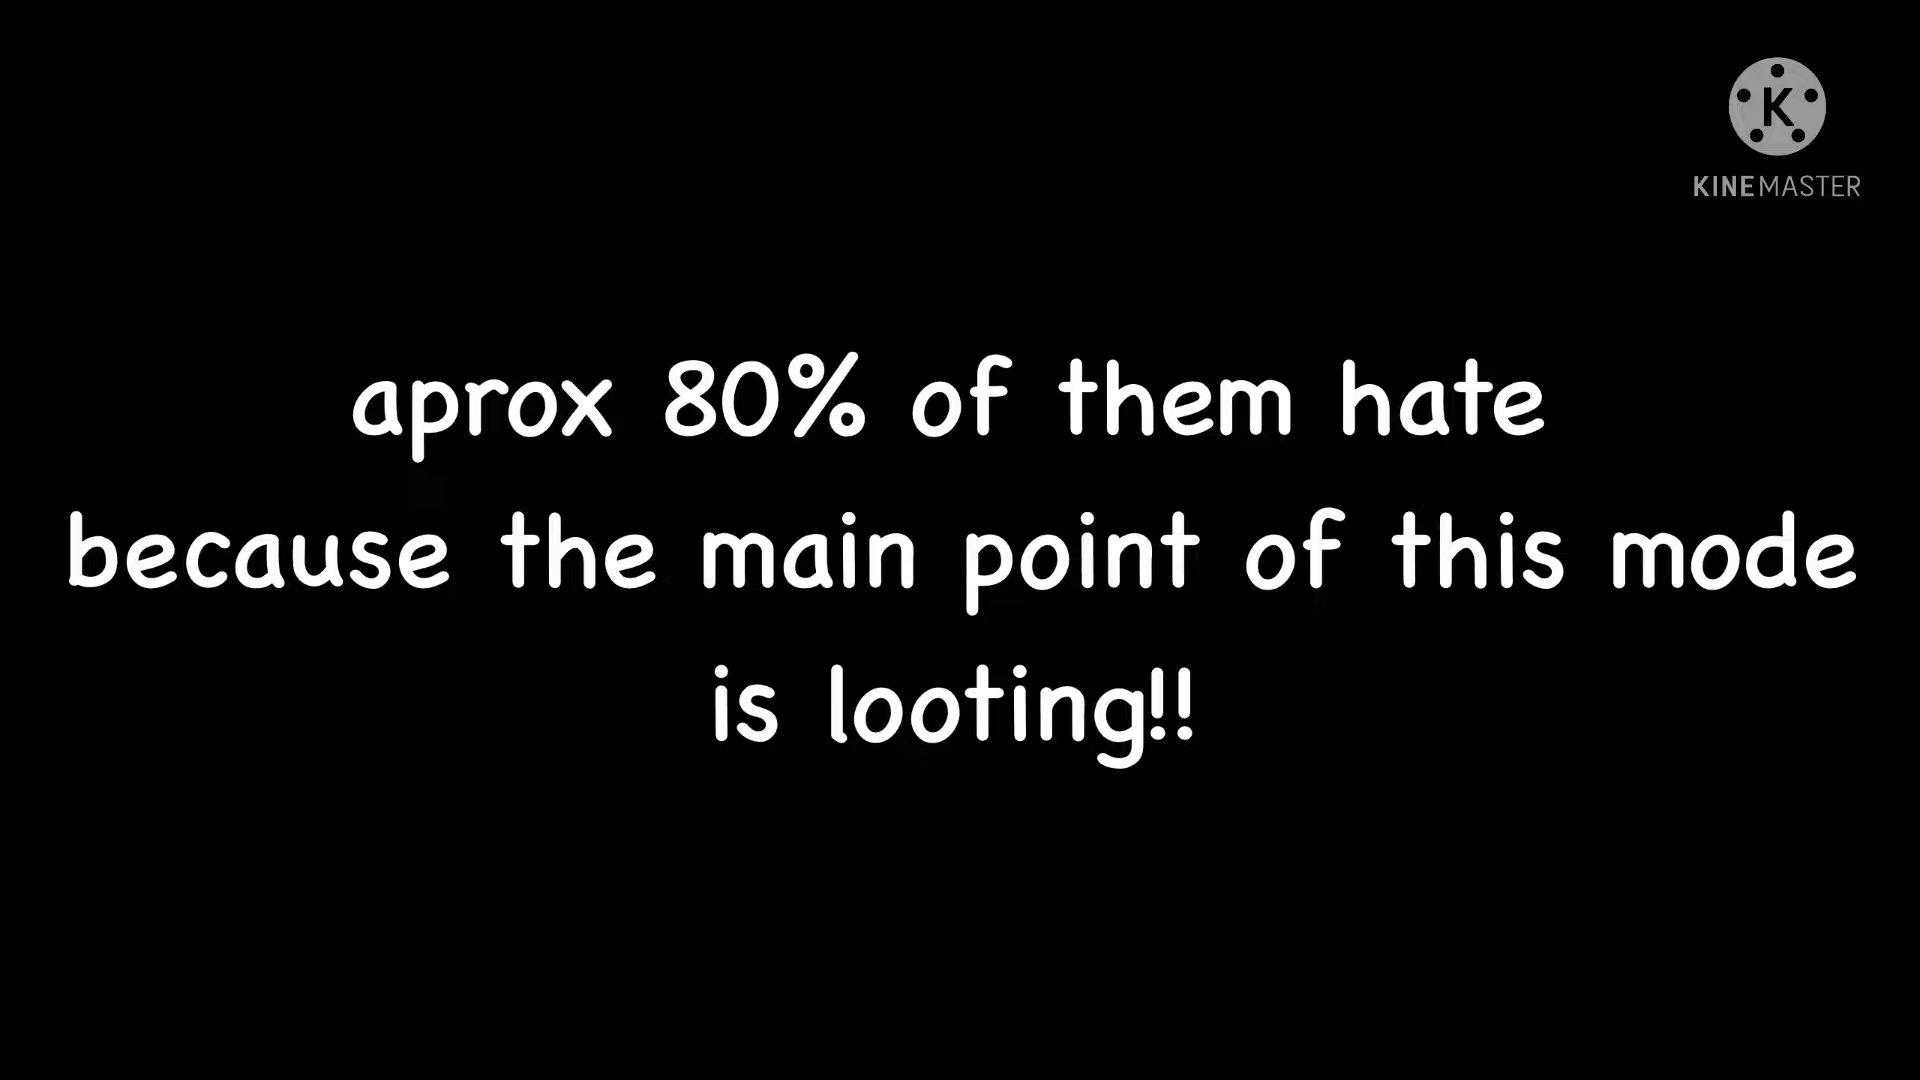 K
KINEMASTER
aprox 80% of them hate
because the main point of this mode
is looting!!